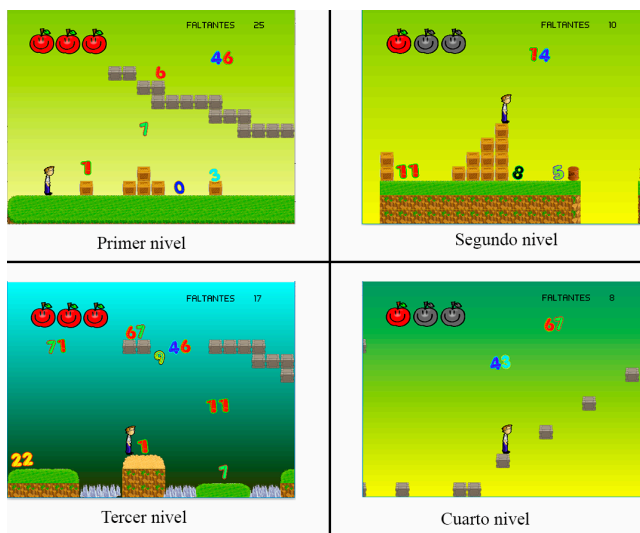 FALTANTES 25
46
6
7
1
3
0
Primer nivel
FALTANTES 10
14
11
8
5
Segundo nivel
FALTANTES 17
67
71
46
9
11
1
22
7
Tercer nivel
FALTANTES 8
67
43
Cuarto nivel